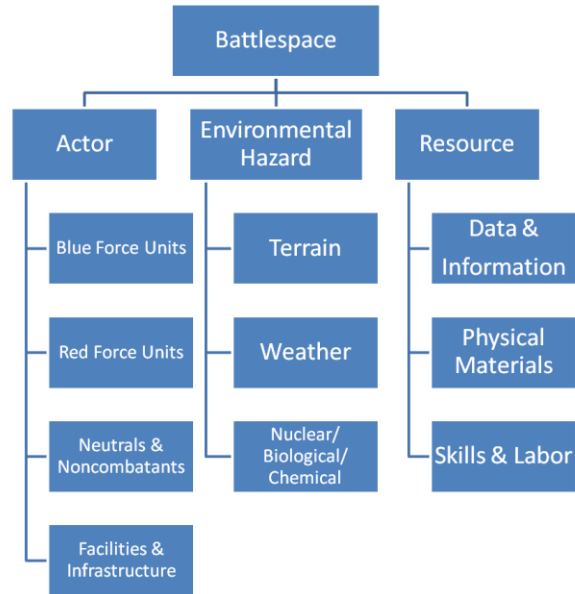 Battlespace
Actor
Environmental
Hazard
Resource
Blue Force Units
Terrain
Data &
Information
Red Force Units
Weather
Physical
Materials
Neutrals &
Noncombatants
Nuclear/
Biological/
Chemical
Skills & Labor
Facilities &
Infrastructure